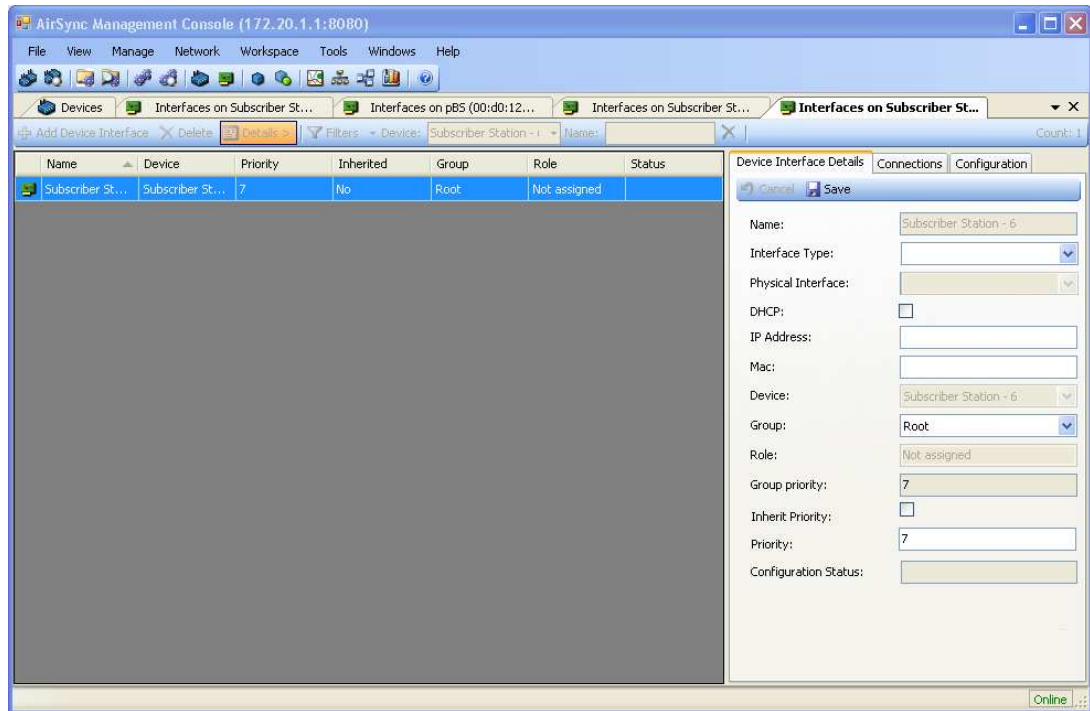 AirSync Management Console (172.20.1.1:8080)
File View Manage Network Workspace Tools Windows Help
Devices Interfaces on Subscriber St... Interfaces on pBS (00:d0:12... Interfaces on Subscriber St... Interfaces on Subscriber St...
Add Device Interface Delete Details > Filters Device: Subscriber Station - Name: Count: 1
Name Device Priority Inherited Group Role Status
Subscriber St... Subscriber St... 7 No Root Not assigned
Device Interface Details Connections Configuration
Cancel Save
Name: Subscriber Station - 6
Interface Type:
Physical Interface:
DHCP:
IP Address:
Mac:
Device: Subscriber Station - 6
Group: Root
Role: Not assigned
Group priority: 7
Inherit Priority:
Priority: 7
Configuration Status:
Online